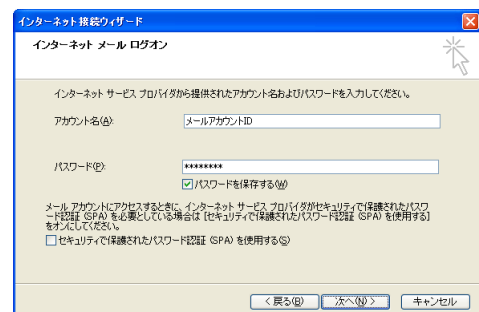 インターネット接続ウィザード
インターネット メール ログオン
インターネット サービス プロバイダから提供されたアカウント名およびパスワードを入力してください。
アカウント名(A):
メールアカウントID
パスワード(P):
********
パスワードを保存する(W)
メール アカウントにアクセスするときに、インターネット サービス プロバイダがセキュリティで保護されたパスワ
ード認証 (SPA) を必要としている場合は [セキュリティで保護されたパスワード認証 (SPA) を使用する]
をオンにしてください。
セキュリティで保護されたパスワード認証 (SPA) を使用する(S)
< 戻る(B)
次へ(N) >
キャンセル